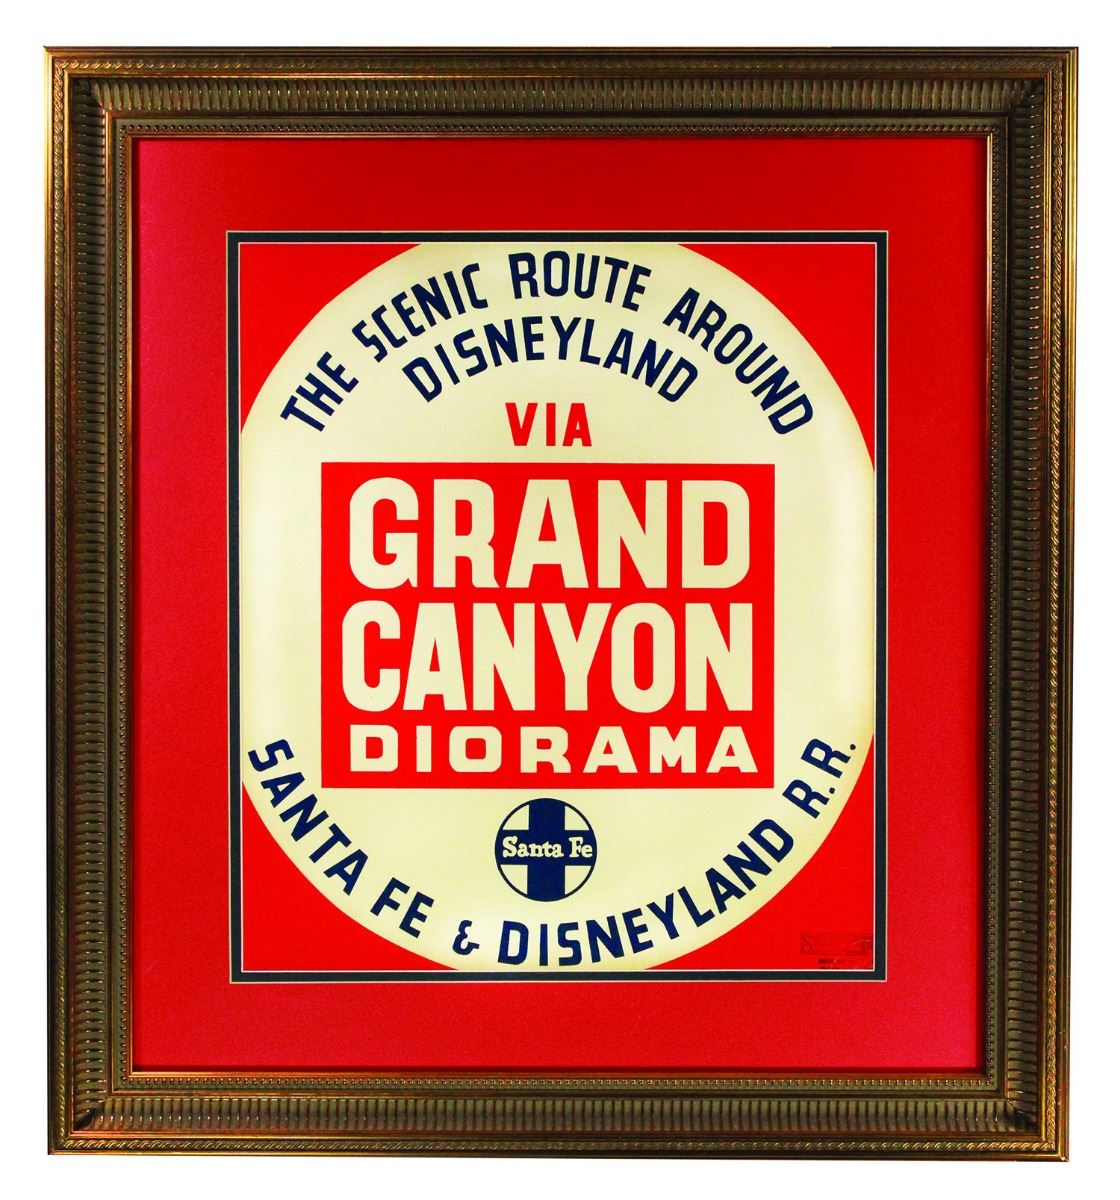 THE SCENIC ROUTE AROUND
DISNEYLAND
VIA
GRAND
CANYON
DIORAMA
Santa Fe
SANTA FE & DISNEYLAND R.R.